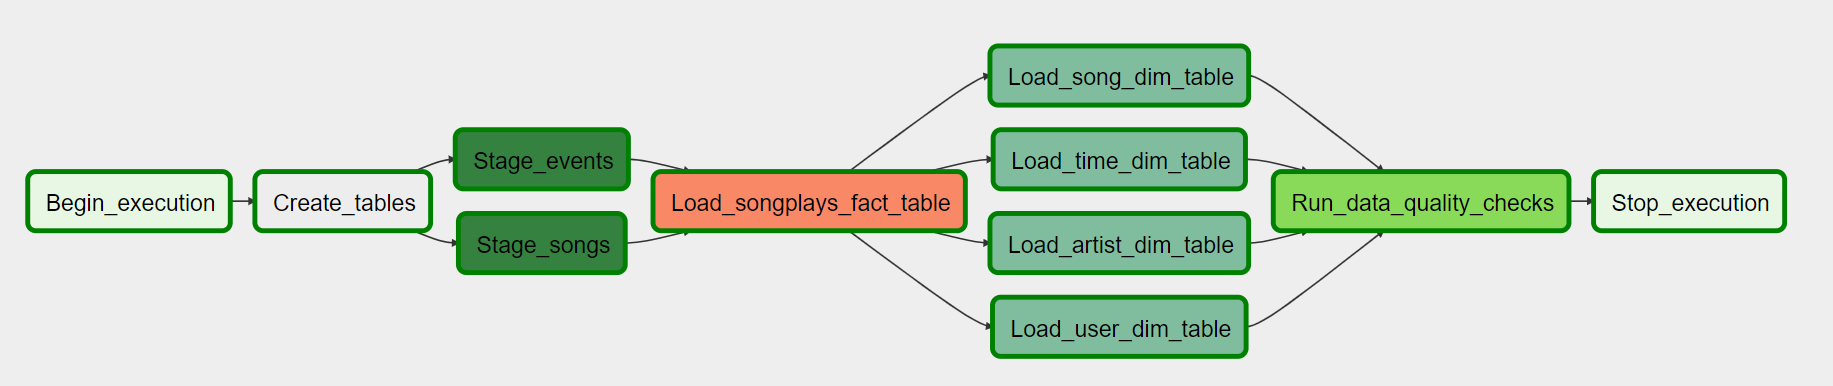 Begin_execution
Create_tables
Stage_events
Stage_songs
Load_songplays_fact_table
Load_song_dim_table
Load_time_dim_table
Load_artist_dim_table
Load_user_dim_table
Run_data_quality_checks
Stop_execution